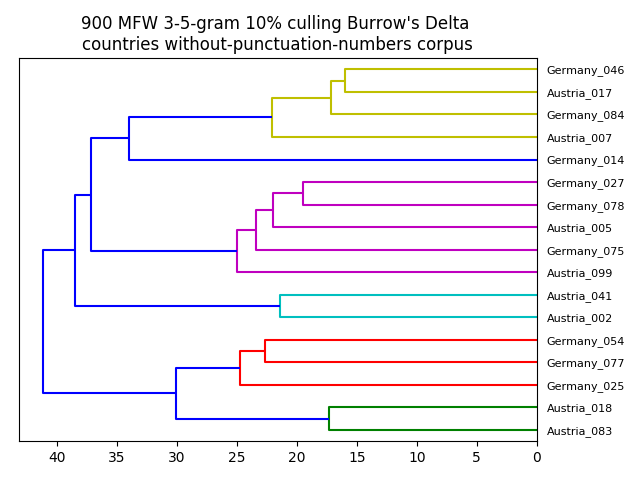 900 MFW 3-5-gram 10% culling Burrow's Delta
countries without-punctuation-numbers corpus
Germany_046
Austria_017
Germany_084
Austria_007
Germany_014
Germany_027
Germany_078
Austria_005
Germany_075
Austria_099
Austria_041
Austria_002
Germany_054
Germany_077
Germany_025
Austria_018
Austria_083
40 35 30 25 20 15 10 5 0